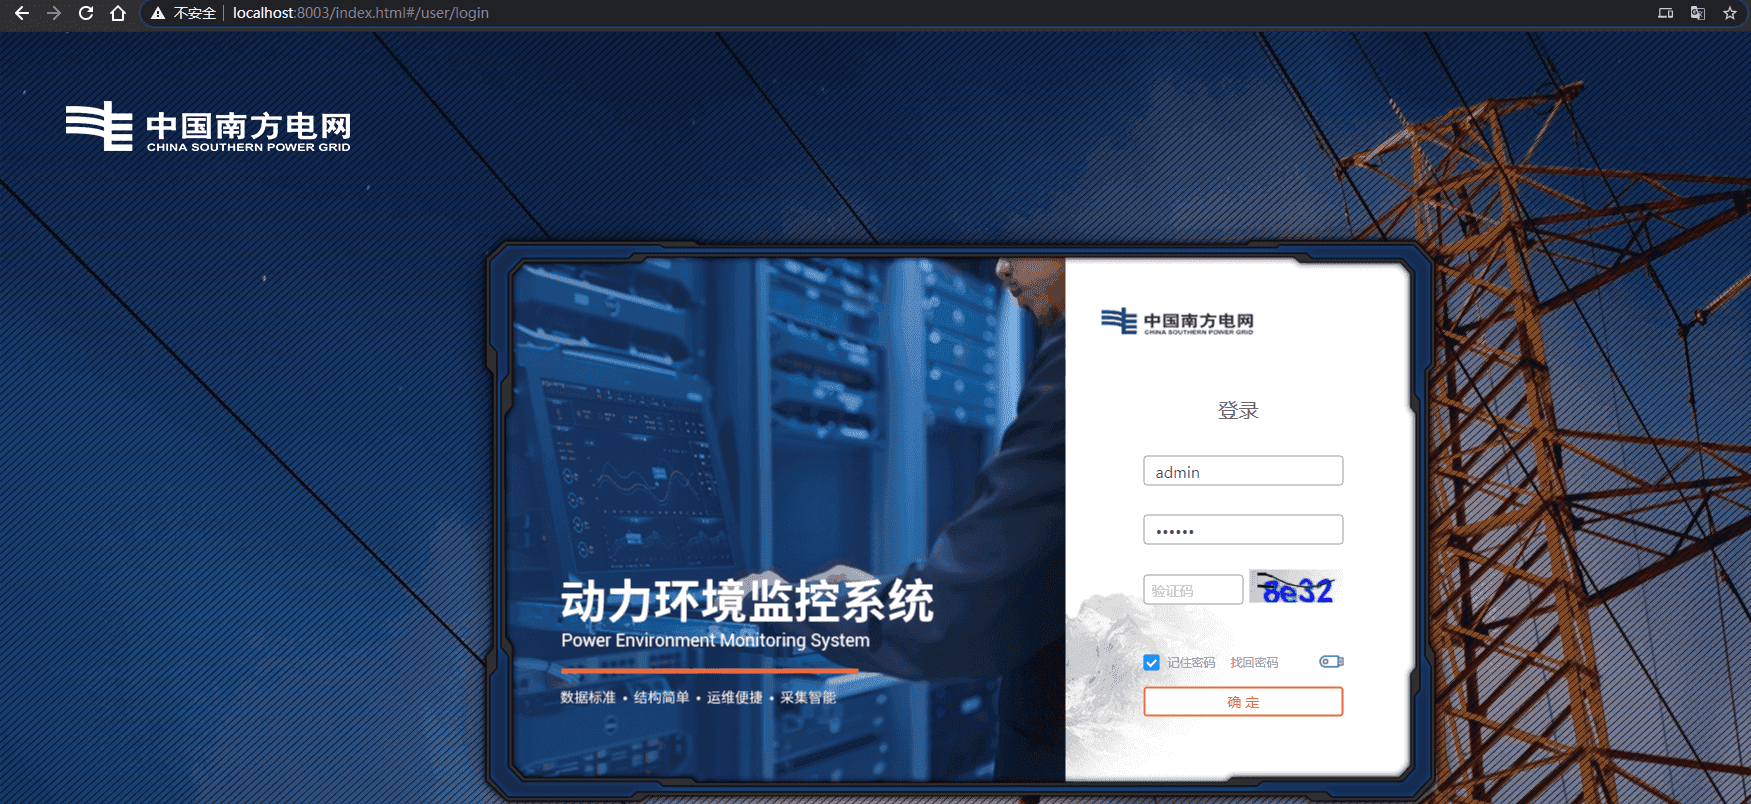 不安全 localhost:8003/index.html#/user/login
中国南方电网
CHINA SOUTHERN POWER GRID
中国南方电网
CHINA SOUTHERN POWER GRID
登录
admin
••••••
验证码 8e32
记住密码 找回密码
确 定
动力环境监控系统
Power Environment Monitoring System
数据标准 • 结构简单 • 运维便捷 • 采集智能